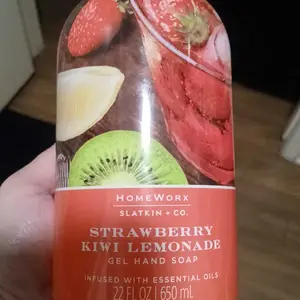 HOMEWORX
SLATKIN + CO.
STRAWBERRY
KIWI LEMONADE
GEL HAND SOAP
INFUSED WITH ESSENTIAL OILS
22 FL OZ | 650 mL